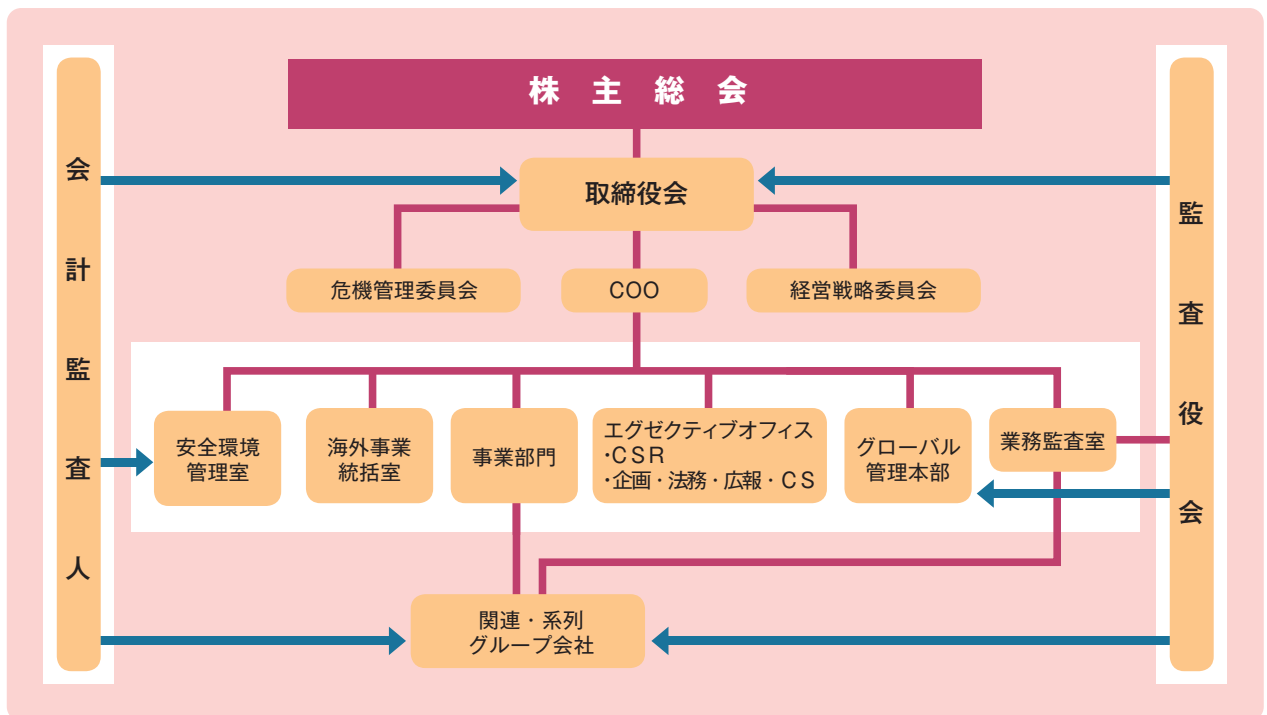 株主総会
会計監査人
監査役会
取締役会
危機管理委員会
COO
経営戦略委員会
安全環境
管理室
海外事業
統括室
事業部門
エグゼクティブオフィス
・CSR
・企画・法務・広報・CS
グローバル
管理本部
業務監査室
関連・系列
グループ会社